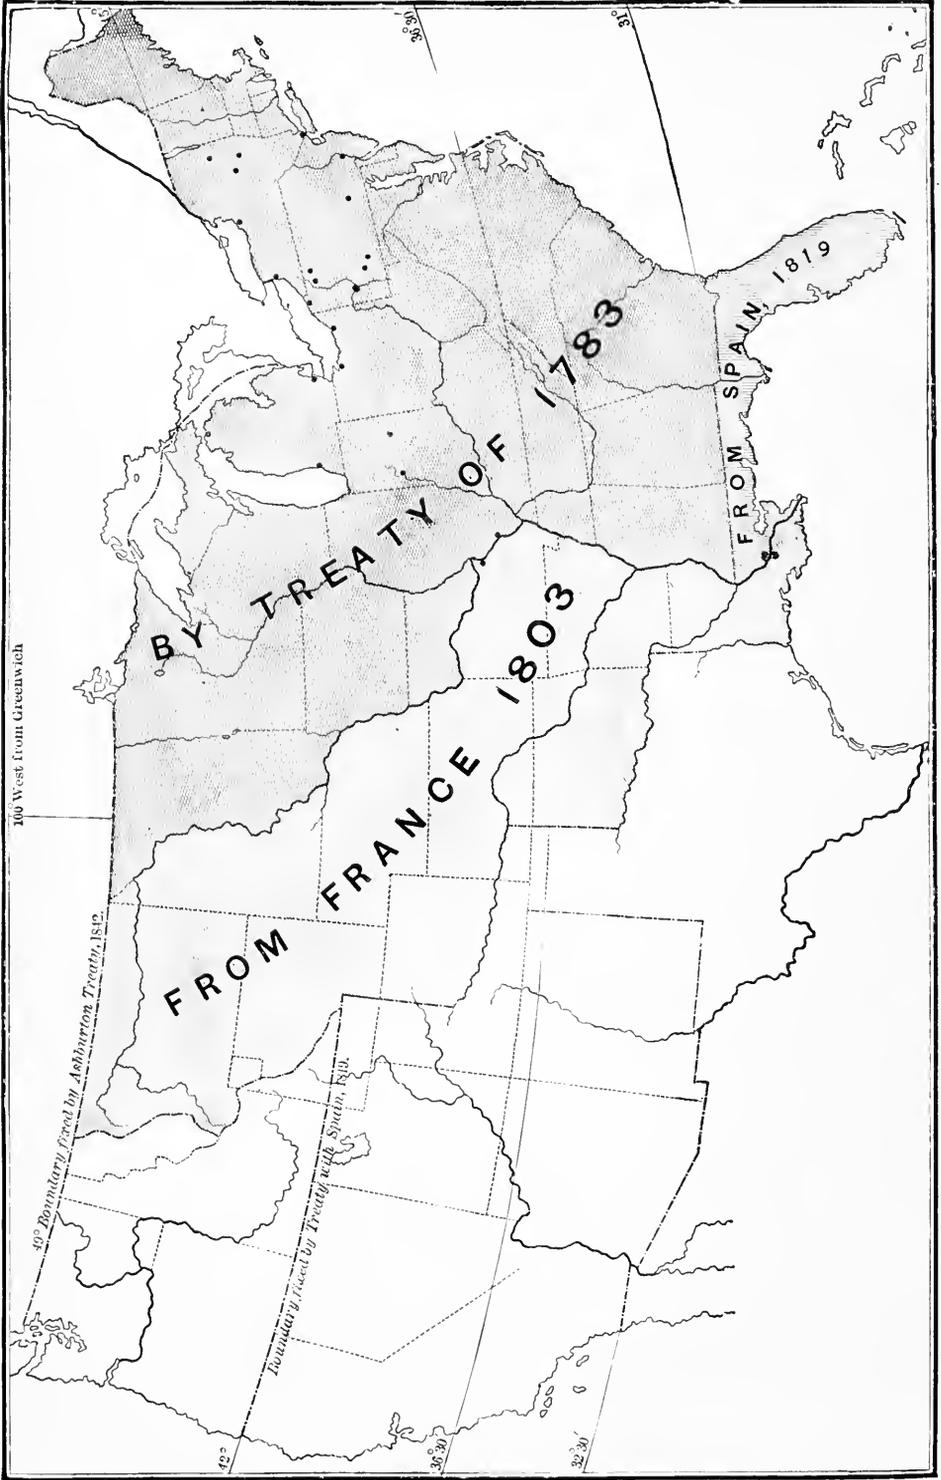 31°
36°30'
BY TREATY OF 1783
FROM SPAIN, 1819
FROM FRANCE 1803
100° West from Greenwich
49° Boundary fixed by Ashburton Treaty, 1842.
Boundary, fixed by Treaty, with Spain, 1819.
42°
36°30'
32°30'